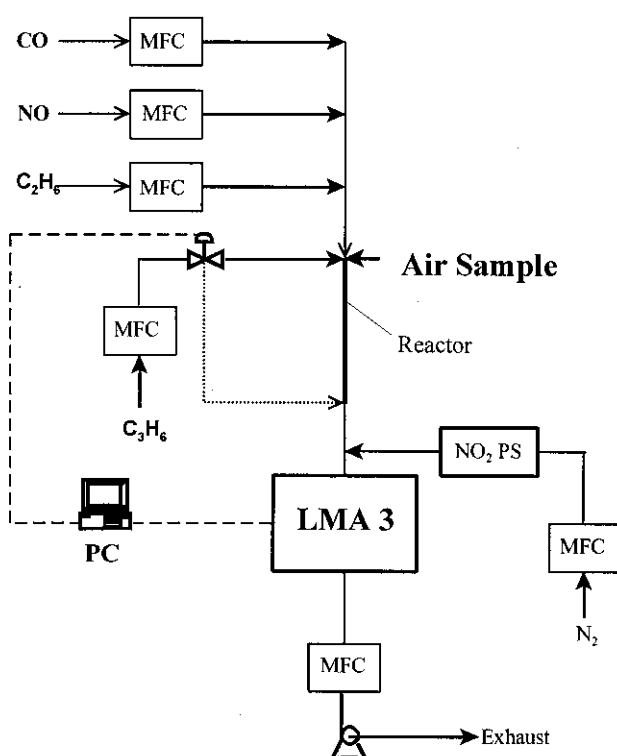 CO
MFC
NO
MFC
C₂H₆
MFC
Air Sample
MFC
Reactor
C₃H₆
NO₂ PS
LMA 3
PC
MFC
N₂
MFC
Exhaust